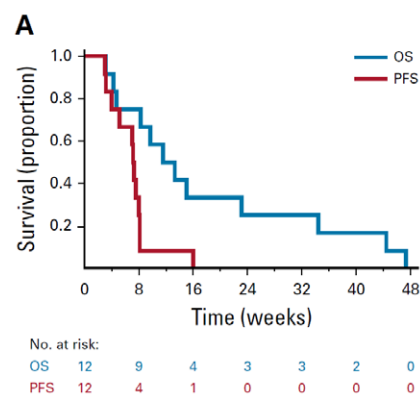 A
1.0
0.8
0.6
0.4
0.2
Survival (proportion)
OS
PFS
0 8 16 24 32 40 48
Time (weeks)
No. at risk:
OS 12 9 4 3 3 2 0
PFS 12 4 1 0 0 0 0